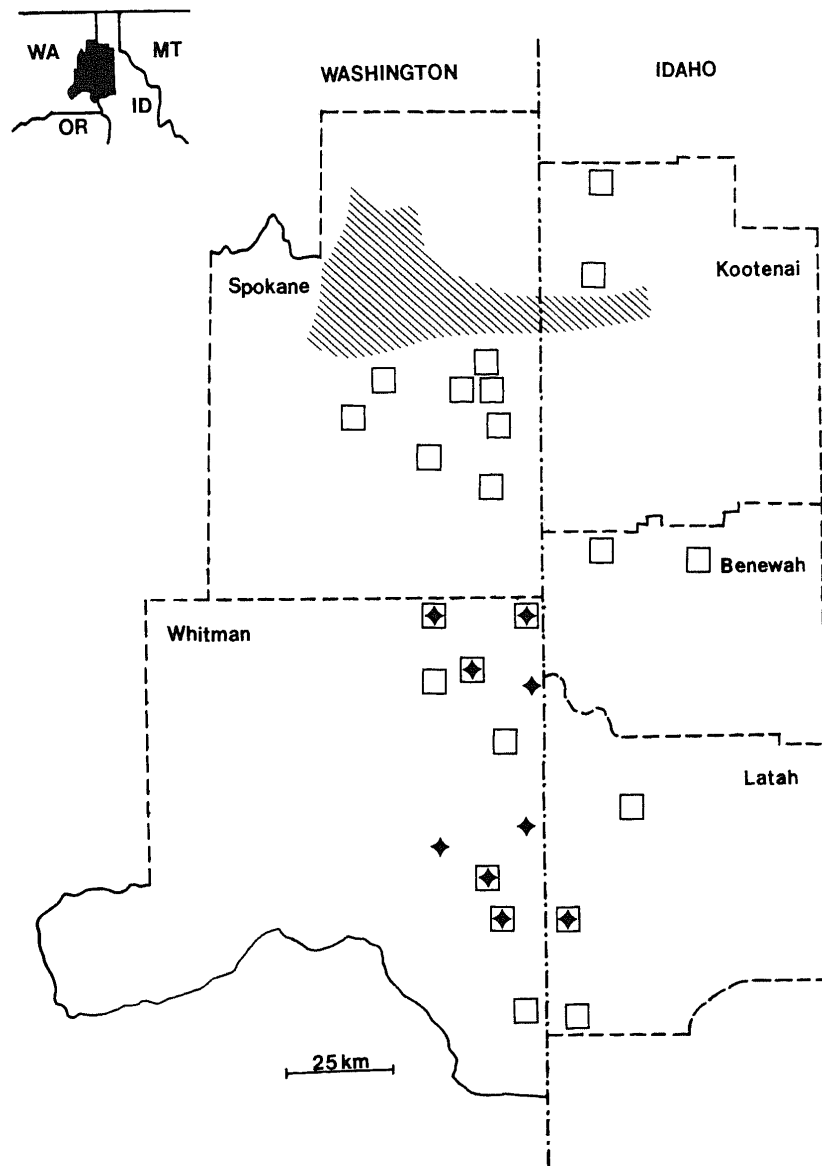 WA
MT
ID
OR
WASHINGTON
IDAHO
Spokane
Kootenai
Benewah
Whitman
Latah
25 km